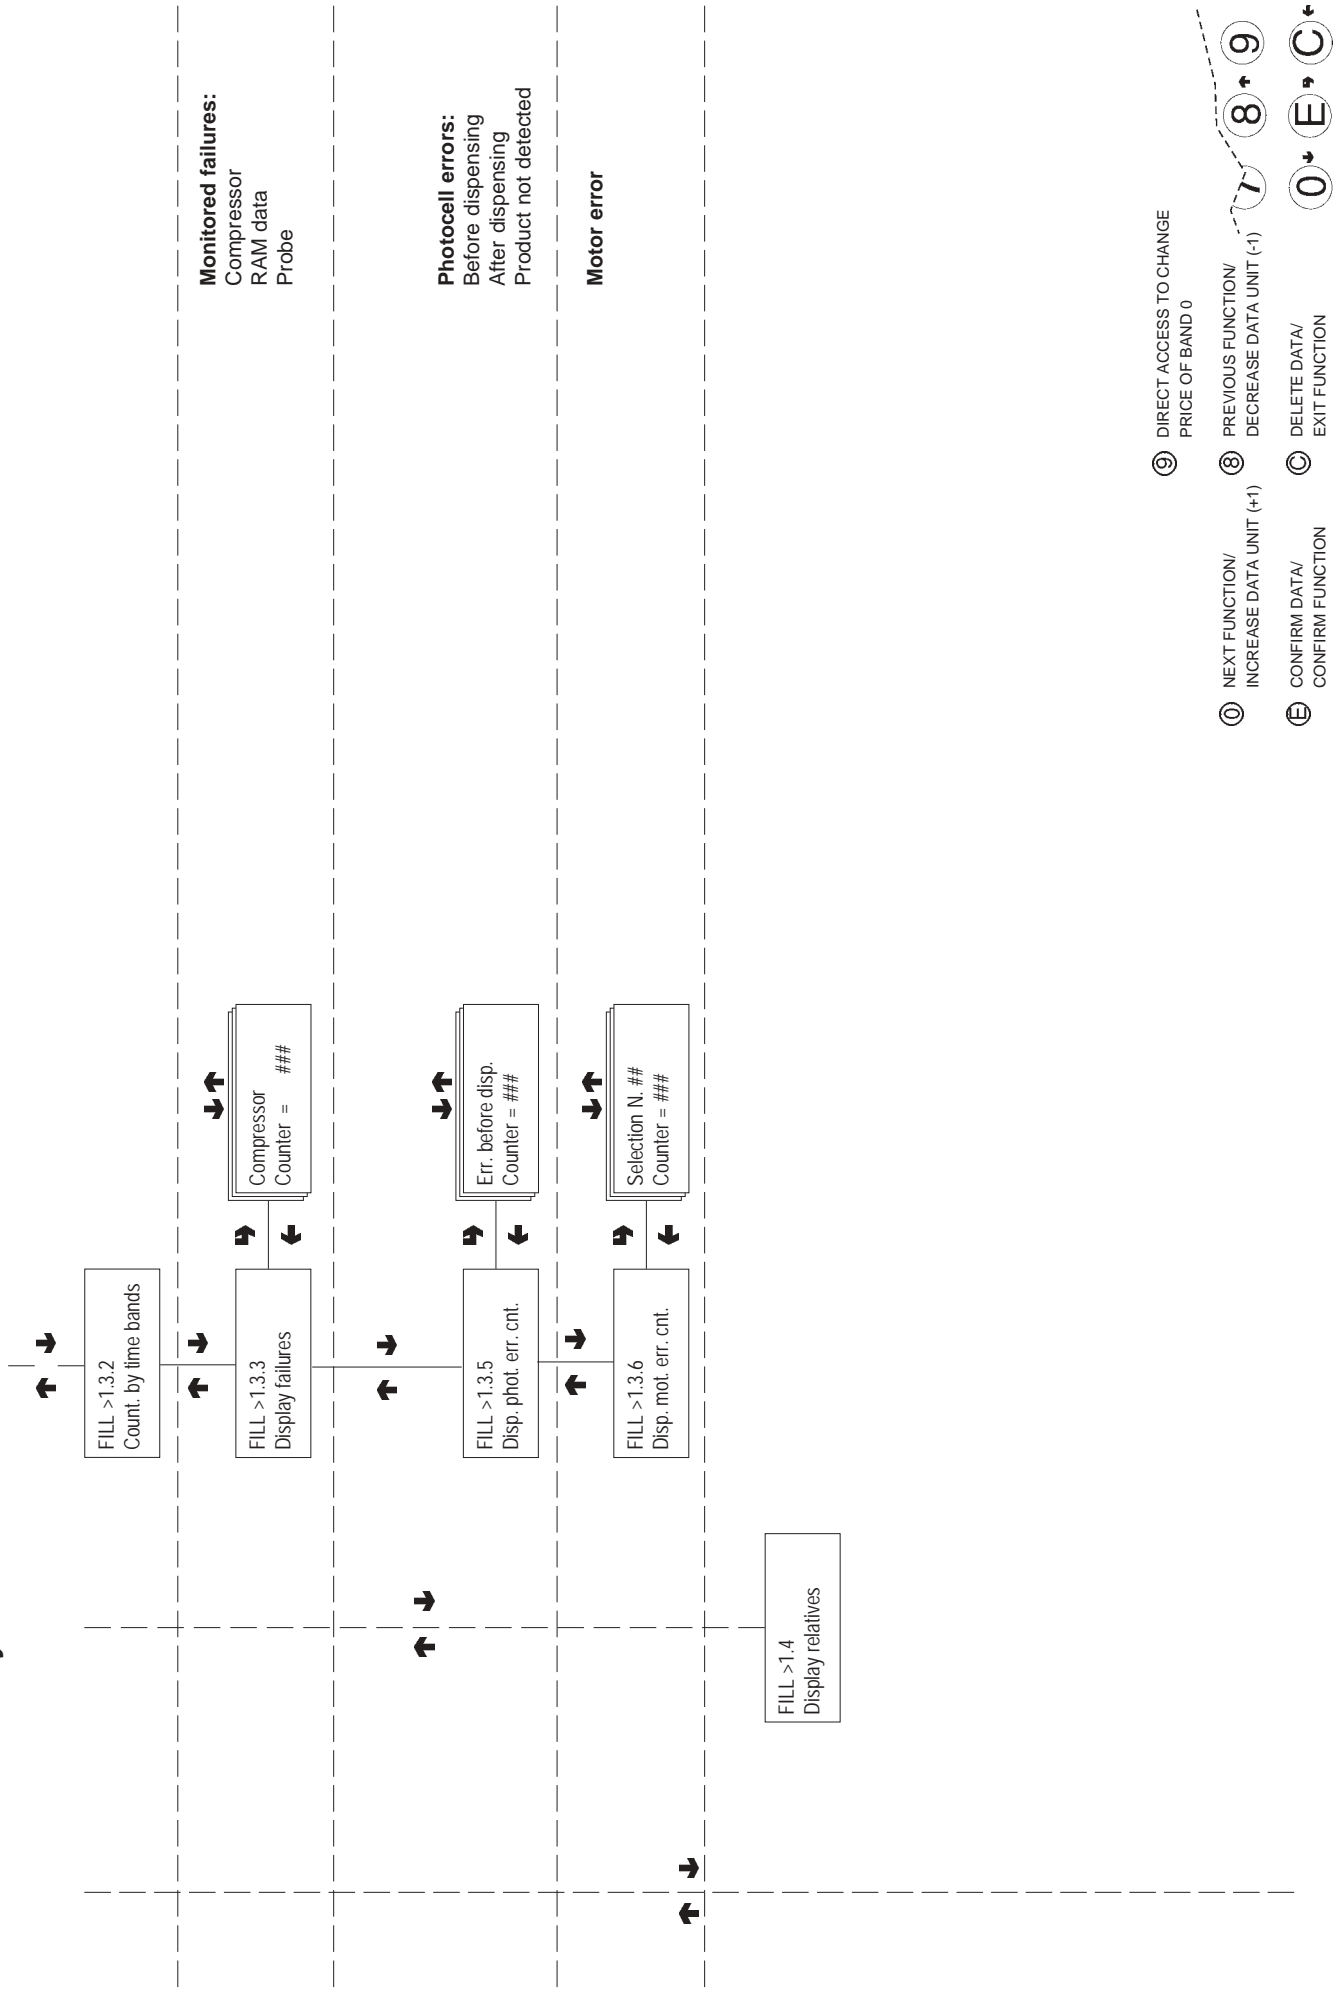 FILL >1.3.2
Count. by time bands
FILL >1.3.3
Display failures
Compressor
Counter = ###
Monitored failures:
Compressor
RAM data
Probe
FILL >1.3.5
Disp. phot. err. cnt.
Err. before disp.
Counter = ###
Photocell errors:
Before dispensing
After dispensing
Product not detected
FILL >1.3.6
Disp. mot. err. cnt.
Selection N. ##
Counter = ###
Motor error
FILL >1.4
Display relatives
9 DIRECT ACCESS TO CHANGE
PRICE OF BAND 0
0 NEXT FUNCTION/
INCREASE DATA UNIT (+1)
8 PREVIOUS FUNCTION/
DECREASE DATA UNIT (-1)
E CONFIRM DATA/
CONFIRM FUNCTION
C DELETE DATA/
EXIT FUNCTION
7 8 9
0 E C